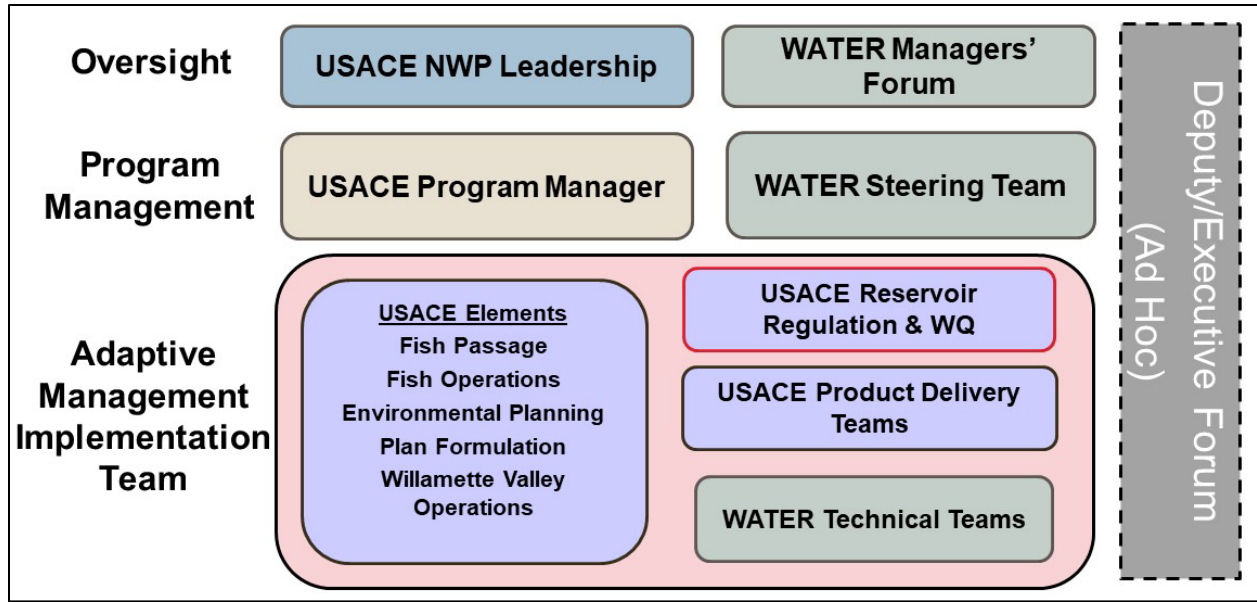 Oversight
USACE NWP Leadership
WATER Managers’
Forum
Program
Management
USACE Program Manager
WATER Steering Team
Adaptive
Management
Implementation
Team
USACE Elements
Fish Passage
Fish Operations
Environmental Planning
Plan Formulation
Willamette Valley
Operations
USACE Reservoir
Regulation & WQ
USACE Product Delivery
Teams
WATER Technical Teams
Deputy/Executive Forum
(Ad Hoc)